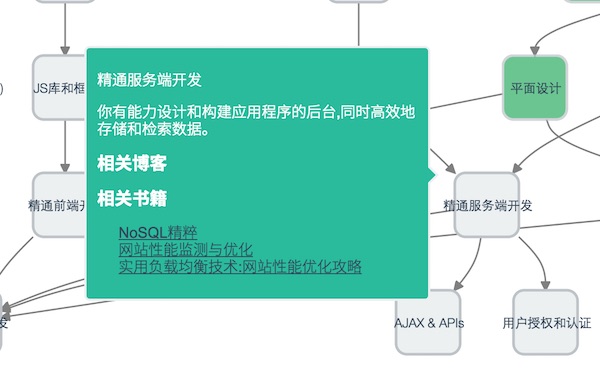 JS库和框
平面设计
精通服务端开发
你有能力设计和构建应用程序的后台,同时高效地
存储和检索数据。
相关博客
相关书籍
NoSQL精粹
网站性能监测与优化
实用负载均衡技术:网站性能优化攻略
精通前端开
精通服务端开发
发
AJAX & APIs
用户授权和认证